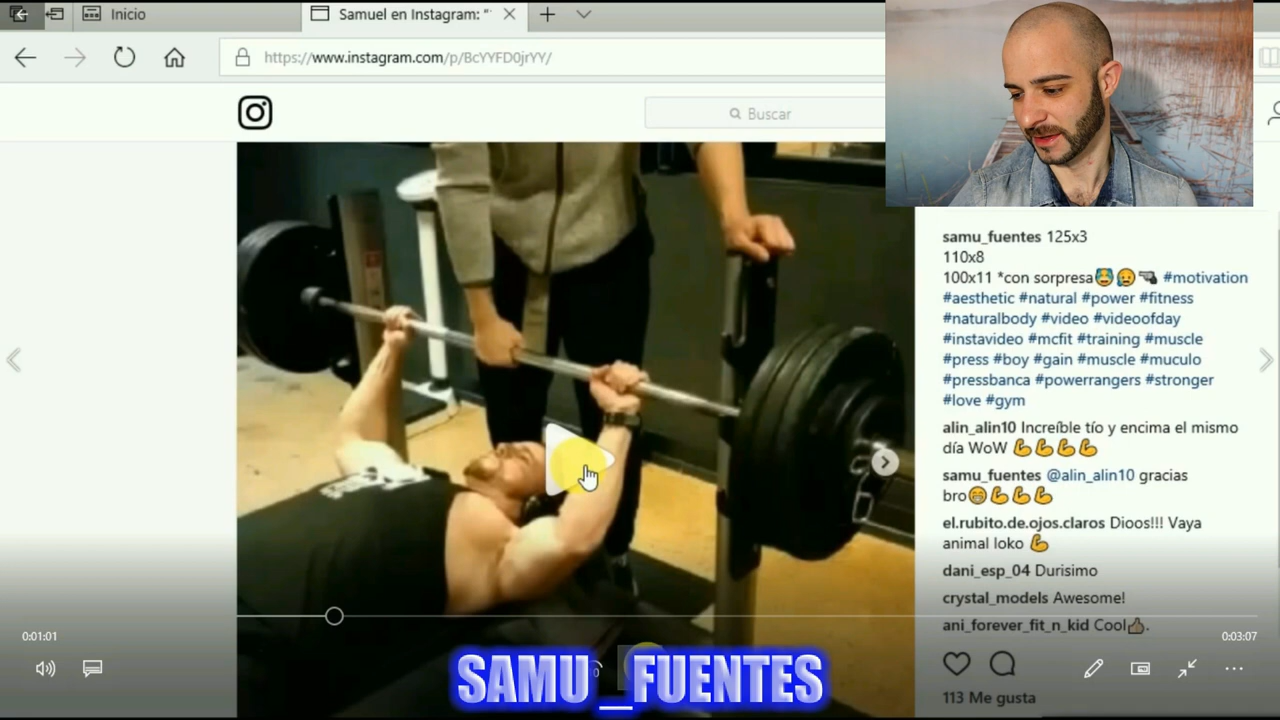 Inicio
Samuel en Instagram: “
https://www.instagram.com/p/BcYYFD0jrYY/
Buscar
samu_fuentes 125x3
110x8
100x11 *con sorpresa #motivation
#aesthetic #natural #power #fitness
#naturalbody #video #videoofday
#instavideo #mcfit #training #muscle
#press #boy #gain #muscle #muculo
#pressbanca #powerrangers #stronger
#love #gym
alin_alin10 Increíble tío y encima el mismo
día WoW 💪💪💪💪
samu_fuentes @alin_alin10 gracias
bro😁💪💪💪
el.rubito.de.ojos.claros Dioos!!! Vaya
animal loko 💪
dani_esp_04 Durisimo
crystal_models Awesome!
ani_forever_fit_n_kid Cool👍🏽.
0:01:01
0:03:07
SAMU_FUENTES
113 Me gusta